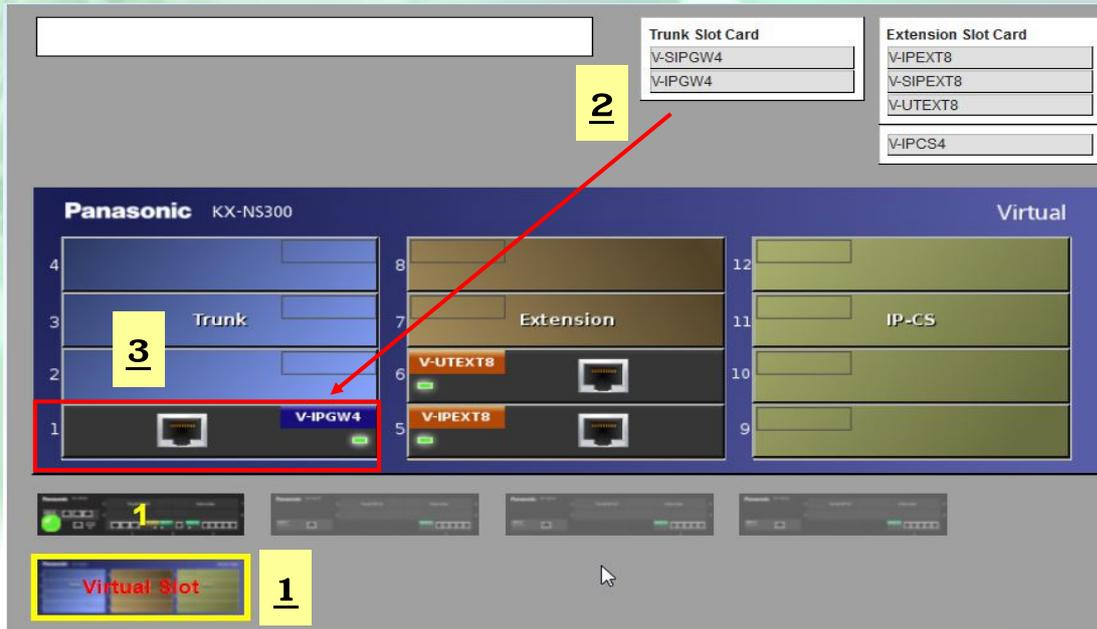 Trunk Slot Card
V-SIPGW4
V-IPGW4
Extension Slot Card
V-IPEXT8
V-SIPEXT8
V-UTEXT8
V-IPCS4
2
Panasonic KX-NS300
Virtual
4
8
12
3
Trunk
7
Extension
11
IP-CS
3
2
6
V-UTEXT8
10
1
V-IPGW4
5
V-IPEXT8
9
1
Virtual Slot
1